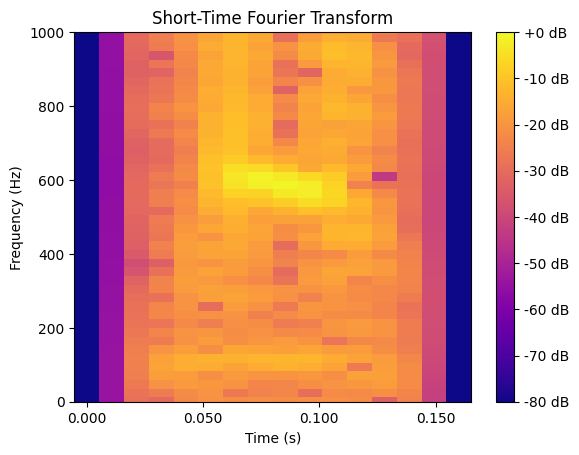 Short-Time Fourier Transform
1000
800
600
400
200
0
Frequency (Hz)
0.000
0.050
0.100
0.150
Time (s)
+0 dB
-10 dB
-20 dB
-30 dB
-40 dB
-50 dB
-60 dB
-70 dB
-80 dB